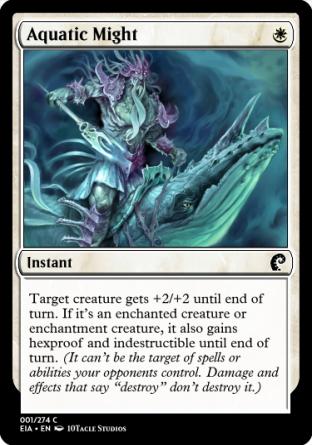 Aquatic Might
Instant
Target creature gets +2/+2 until end of
turn. If it's an enchanted creature or
enchantment creature, it also gains
hexproof and indestructible until end of
turn. (It can't be the target of spells or
abilities your opponents control. Damage and
effects that say “destroy” don't destroy it.)
001/274 C
EIA • EN 10TACLE STUDIOS